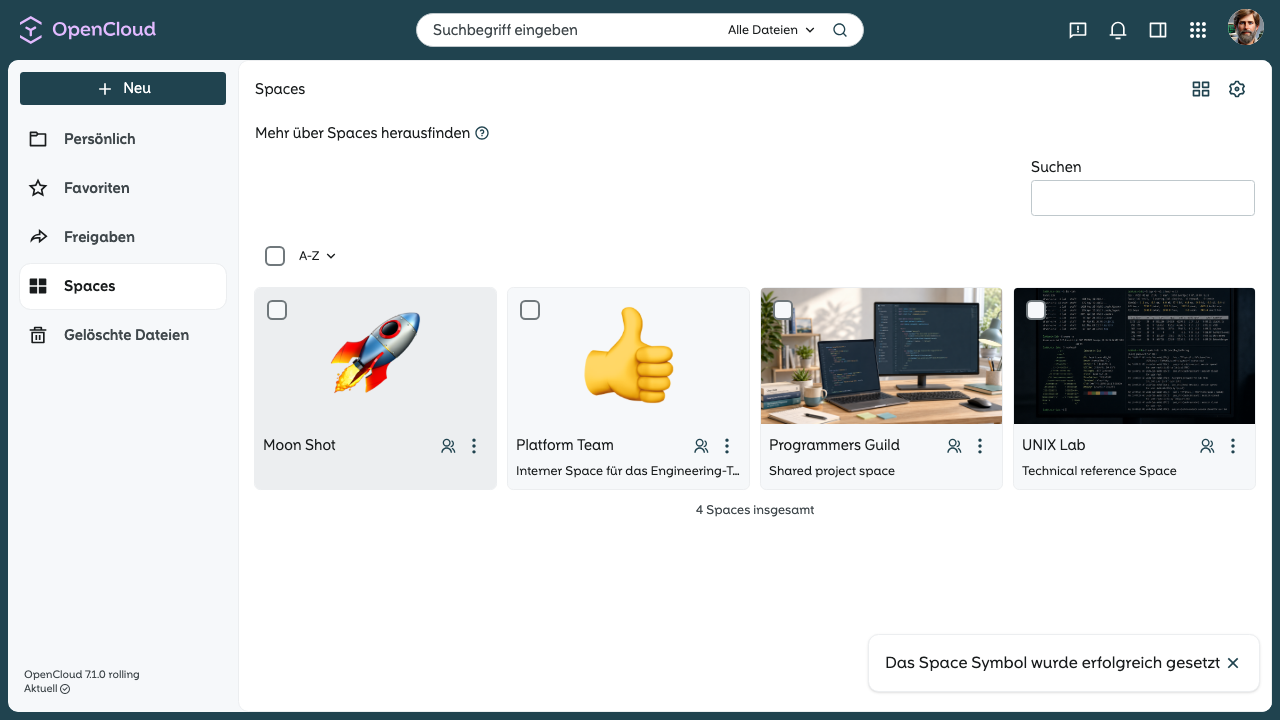 OpenCloud
Suchbegriff eingeben
Alle Dateien
Neu
Persönlich
Favoriten
Freigaben
Spaces
Gelöschte Dateien
OpenCloud 7.1.0 rolling
Aktuell
Spaces
Mehr über Spaces herausfinden
Suchen
A-Z
Moon Shot
Platform Team
Interner Space für das Engineering-T...
Programmers Guild
Shared project space
UNIX Lab
Technical reference Space
4 Spaces insgesamt
Das Space Symbol wurde erfolgreich gesetzt